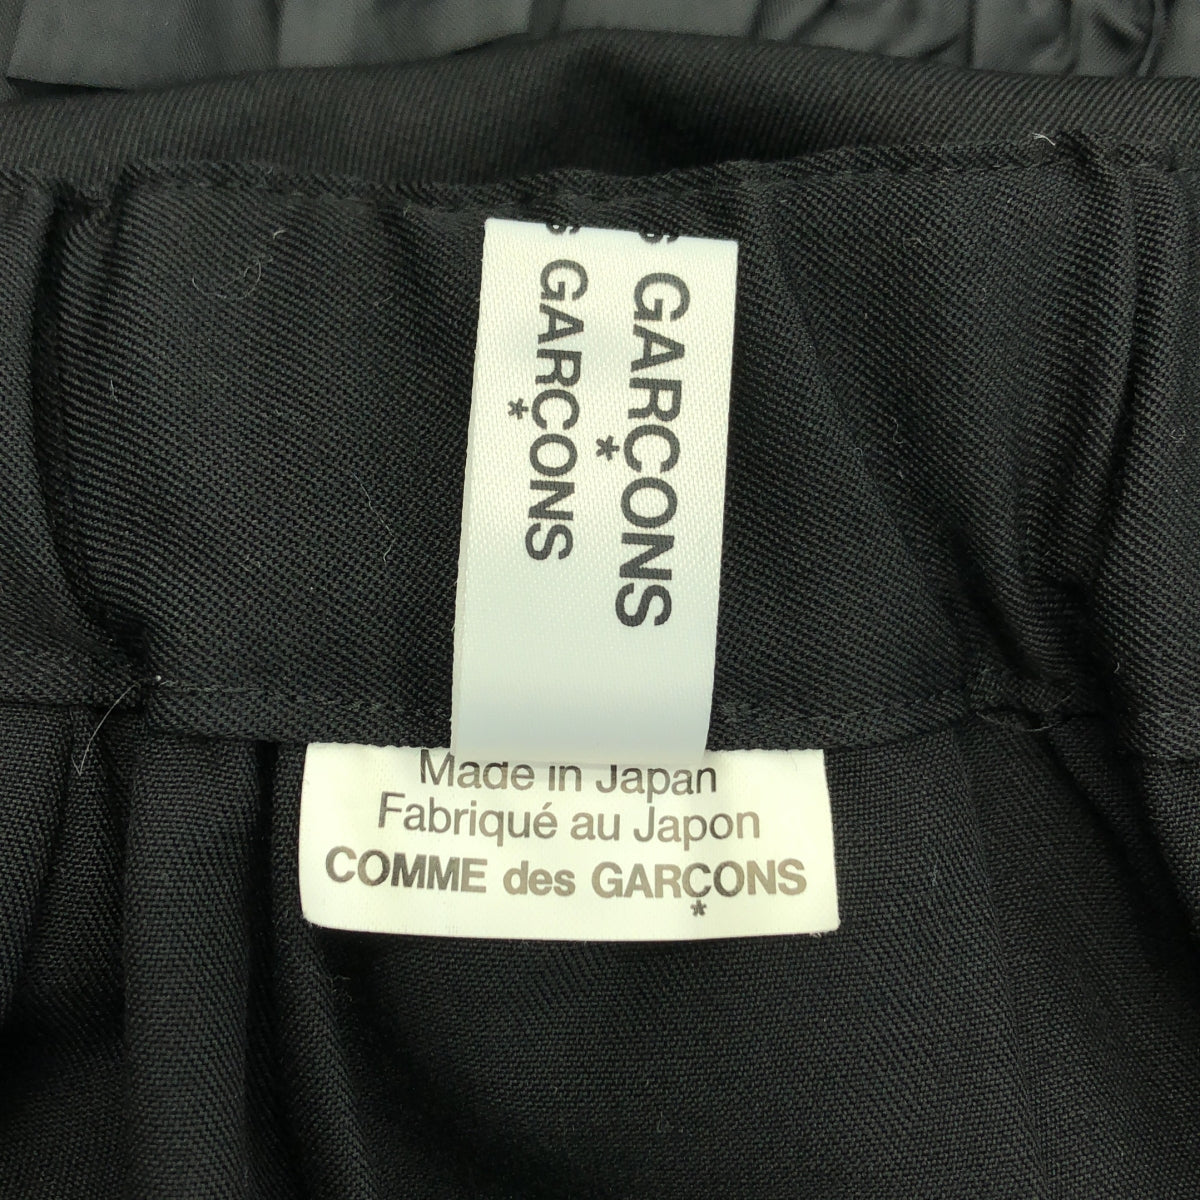 S GARÇONS
*
S GARÇONS
*
Made in Japan
Fabriqué au Japon
COMME des GARÇONS
*